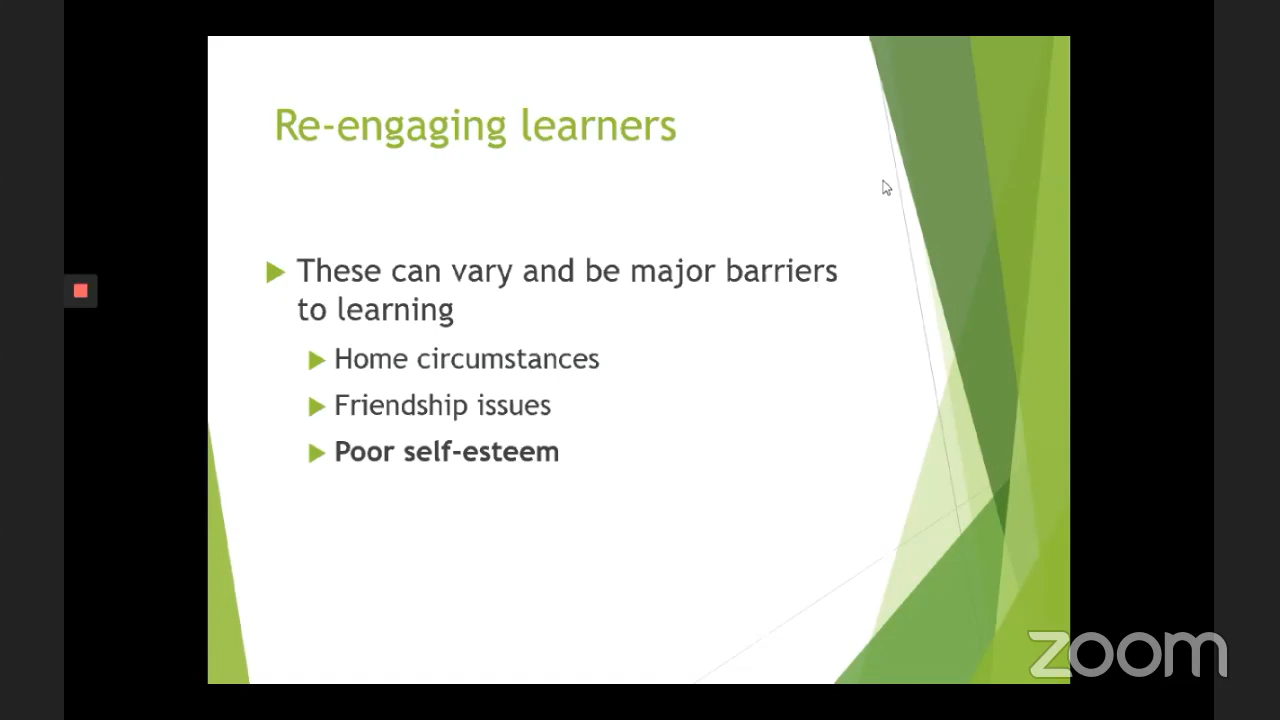 Re-engaging learners
These can vary and be major barriers
to learning
Home circumstances
Friendship issues
Poor self-esteem
zoom